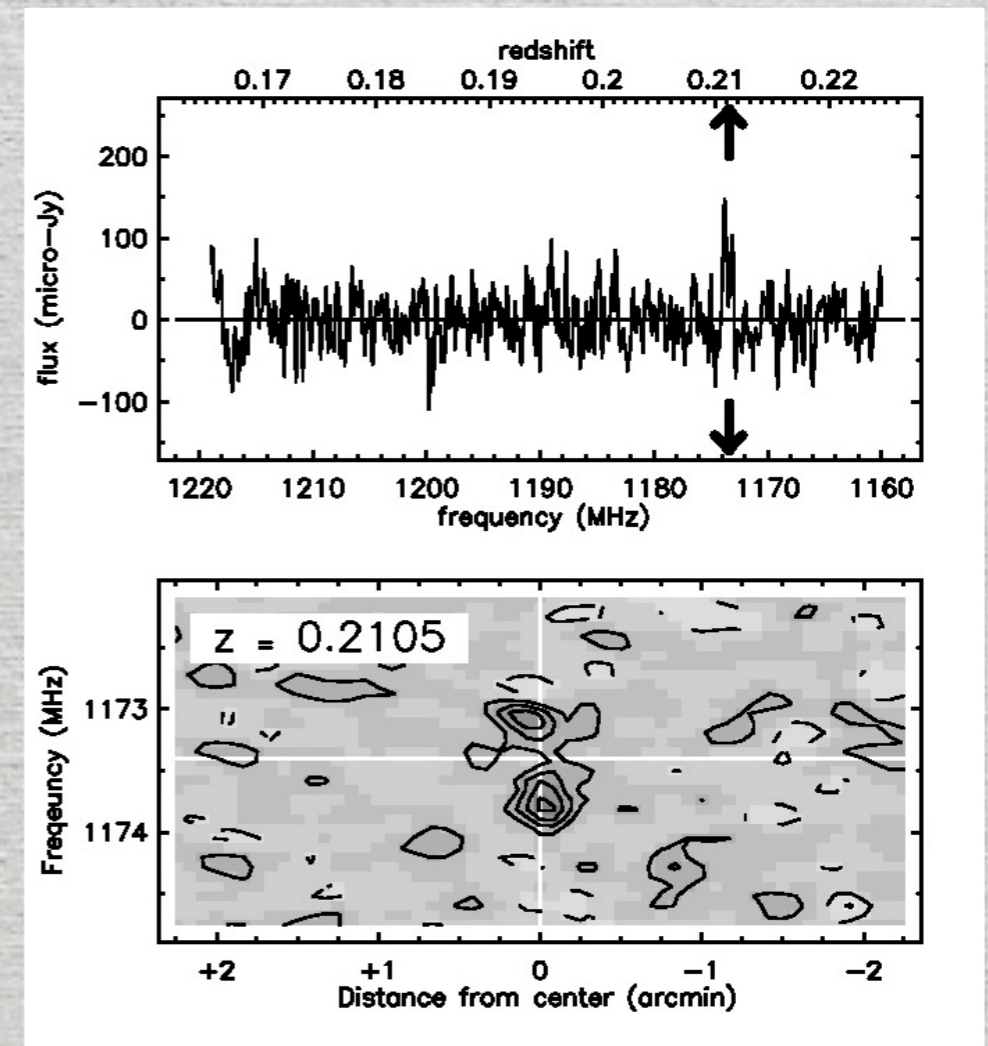 redshift
0.17 0.18 0.19 0.2 0.21 0.22
flux (micro-Jy)
200
100
0
-100
1220 1210 1200 1190 1180 1170 1160
frequency (MHz)
z = 0.2105
Freqeuncy (MHz)
1173
1174
+2 +1 0 -1 -2
Distance from center (arcmin)